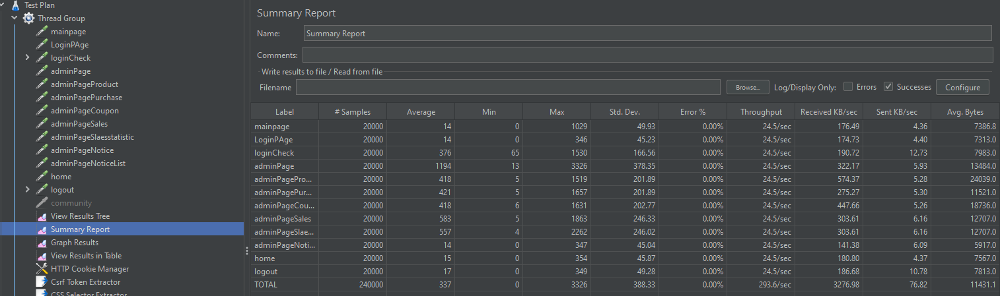 Test Plan
Thread Group
mainpage
LoginPAge
loginCheck
adminPage
adminPageProduct
adminPagePurchase
adminPageCoupon
adminPageSales
adminPageSlaesstatistic
adminPageNotice
adminPageNoticeList
home
logout
community
View Results Tree
Summary Report
Graph Results
View Results in Table
HTTP Cookie Manager
Csrf Token Extractor
CSS Selector Extractor
Summary Report
Name: Summary Report
Comments:
Write results to file / Read from file
Filename Browse... Log/Display Only: Errors Successes Configure
Label # Samples Average Min Max Std. Dev. Error % Throughput Received KB/sec Sent KB/sec Avg. Bytes
mainpage 20000 14 0 1029 49.93 0.00% 24.5/sec 176.49 4.36 7386.8
LoginPAge 20000 14 0 346 45.23 0.00% 24.5/sec 174.73 4.40 7313.0
loginCheck 20000 376 65 1530 166.56 0.00% 24.5/sec 190.72 12.73 7983.0
adminPage 20000 1194 13 3326 378.35 0.00% 24.5/sec 322.17 5.93 13484.0
adminPagePro... 20000 418 5 1519 201.89 0.00% 24.5/sec 574.37 5.28 24039.0
adminPagePur... 20000 421 5 1657 201.89 0.00% 24.5/sec 275.27 5.30 11521.0
adminPageCou... 20000 418 6 1631 202.77 0.00% 24.5/sec 447.66 5.26 18736.0
adminPageSales 20000 583 5 1863 246.33 0.00% 24.5/sec 303.61 6.16 12707.0
adminPageSlae... 20000 557 4 2262 246.02 0.00% 24.5/sec 303.61 6.16 12707.0
adminPageNoti... 20000 14 0 347 45.04 0.00% 24.5/sec 141.38 6.09 5917.0
home 20000 15 0 354 45.87 0.00% 24.5/sec 180.80 4.37 7567.0
logout 20000 17 0 349 49.28 0.00% 24.5/sec 186.68 10.78 7813.0
TOTAL 240000 337 0 3326 388.33 0.00% 293.6/sec 3276.98 76.82 11431.1